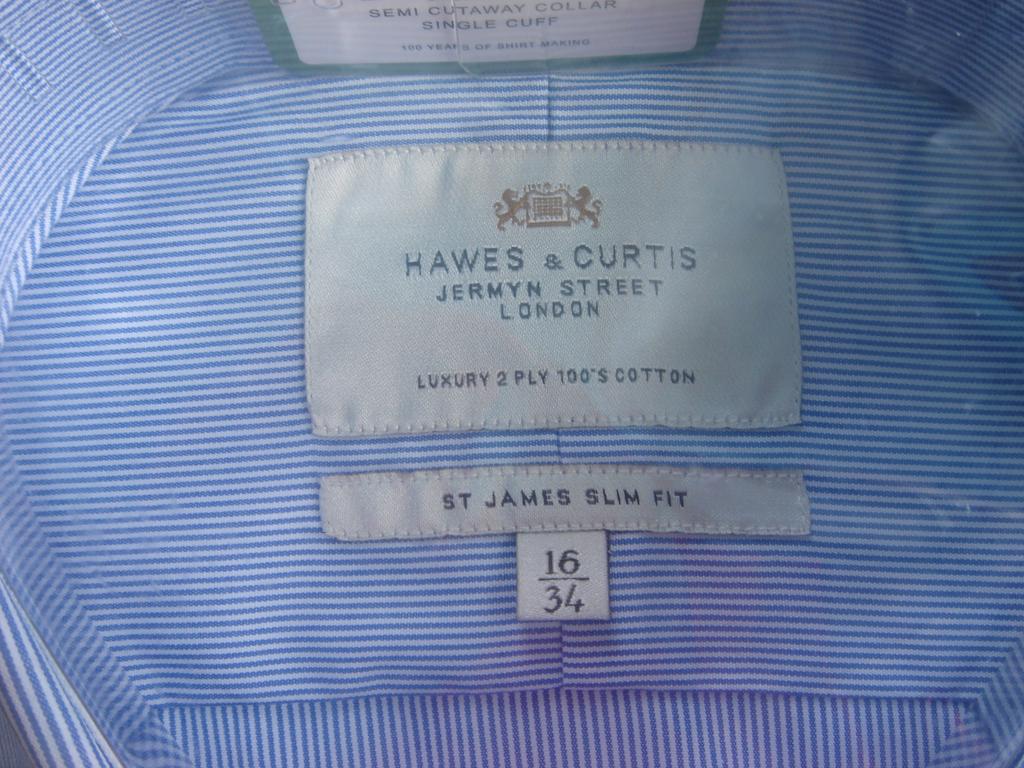 SEMI CUTAWAY COLLAR
SINGLE CUFF
100 YEARS OF SHIRT MAKING
HAWES & CURTIS
JERMYN STREET
LONDON
LUXURY 2 PLY 100'S COTTON
ST JAMES SLIM FIT
16
34